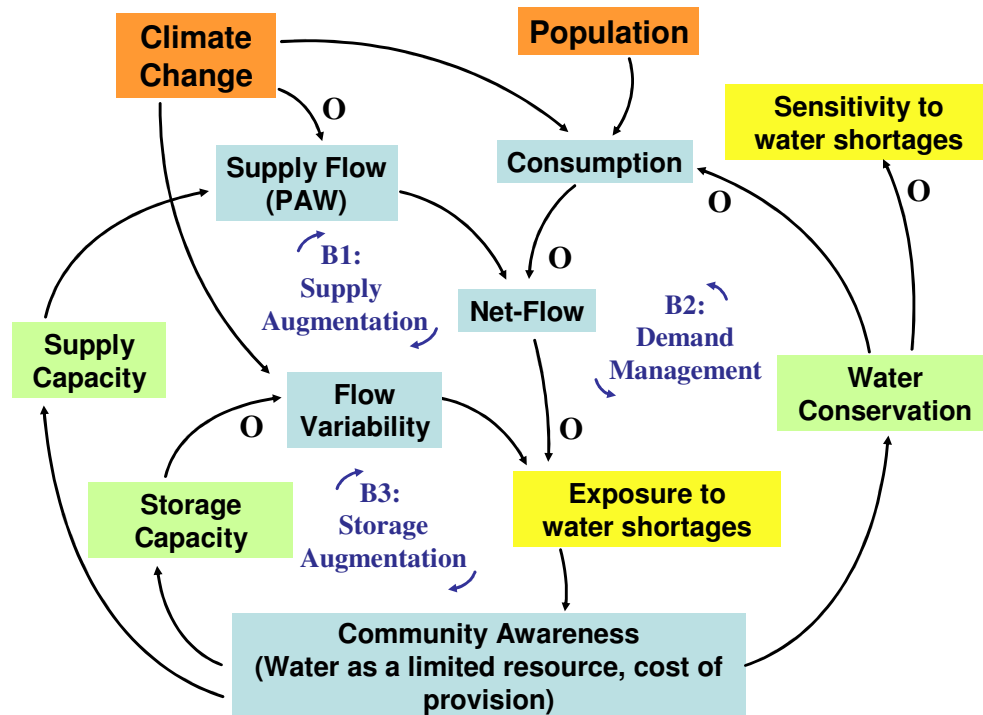 Climate
Change
Population
O
Sensitivity to
water shortages
Supply Flow
(PAW)
Consumption
O
O
B1:
Supply
Augmentation
O
Net-Flow
B2:
Demand
Management
Supply
Capacity
Flow
Variability
Water
Conservation
O
O
Storage
Capacity
B3:
Storage
Augmentation
Exposure to
water shortages
Community Awareness
(Water as a limited resource, cost of
provision)